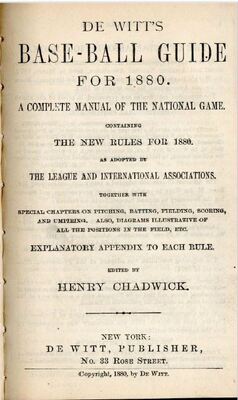 DE WITT'S
BASE-BALL GUIDE
FOR 1880.
A COMPLETE MANUAL OF THE NATIONAL GAME.
CONTAINING
THE NEW RULES FOR 1880.
AS ADOPTED BY
THE LEAGUE AND INTERNATIONAL ASSOCIATIONS.
TOGETHER WITH
SPECIAL CHAPTERS ON PITCHING, BATTING, FIELDING, SCORING,
AND UMPIRING. ALSO, DIAGRAMS ILLUSTRATIVE OF
ALL THE POSITIONS IN THE FIELD, ETC.
EXPLANATORY APPENDIX TO EACH RULE.
EDITED BY
HENRY CHADWICK.
NEW YORK:
DE WITT, PUBLISHER,
No. 33 ROSE STREET.
Copyright, 1880, by DE WITT.